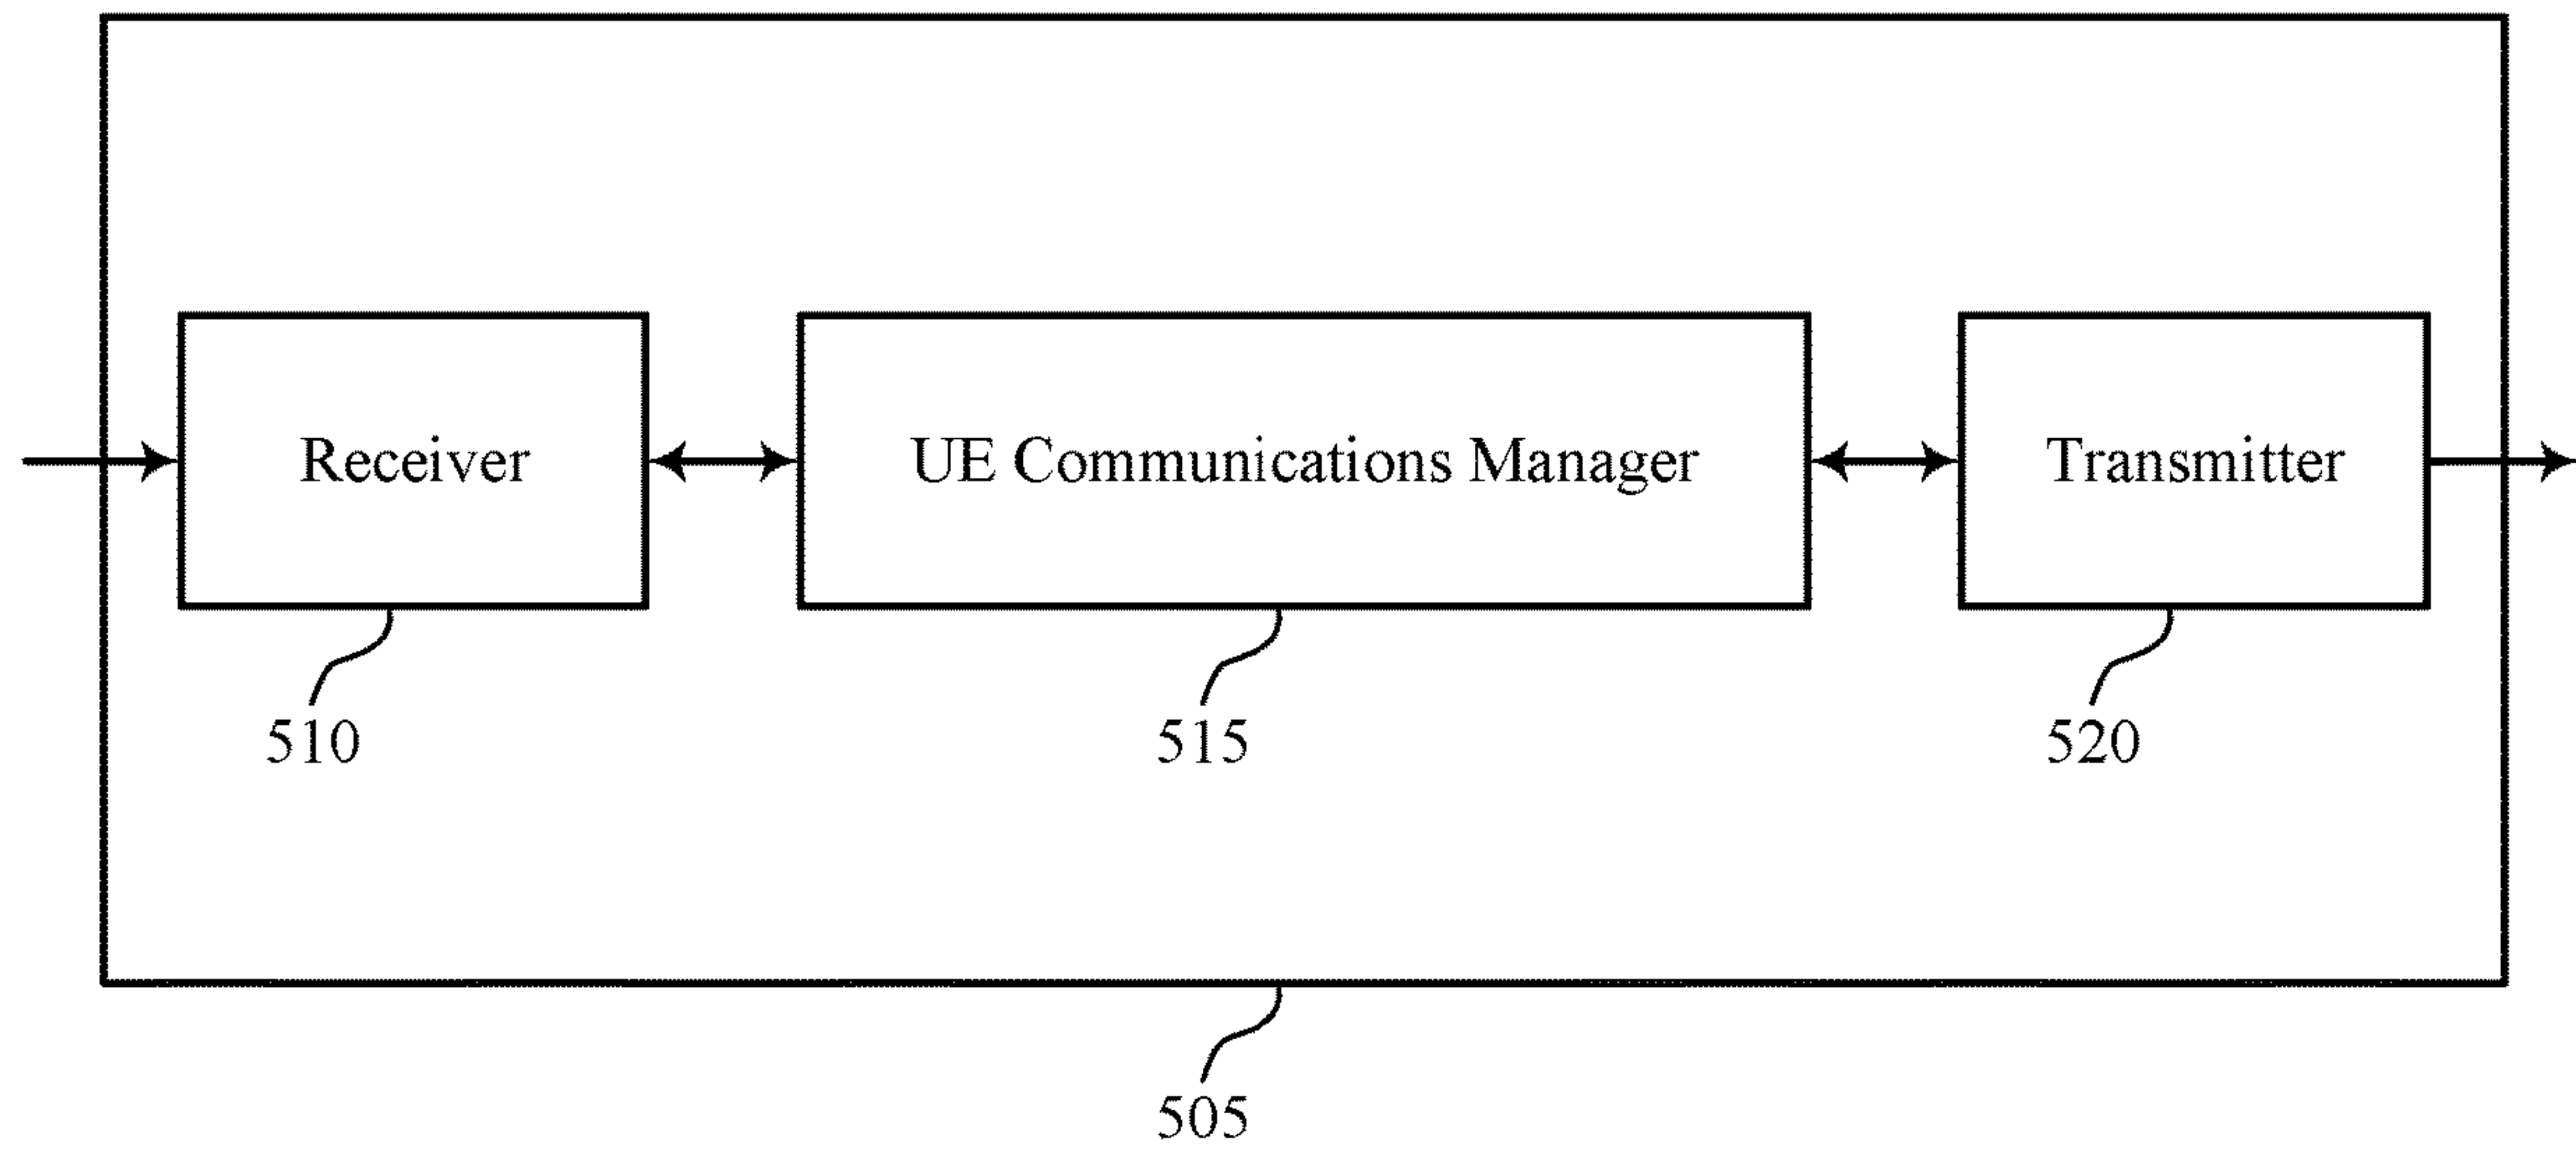 Receiver
UE Communications Manager
Transmitter
510
515
520
505